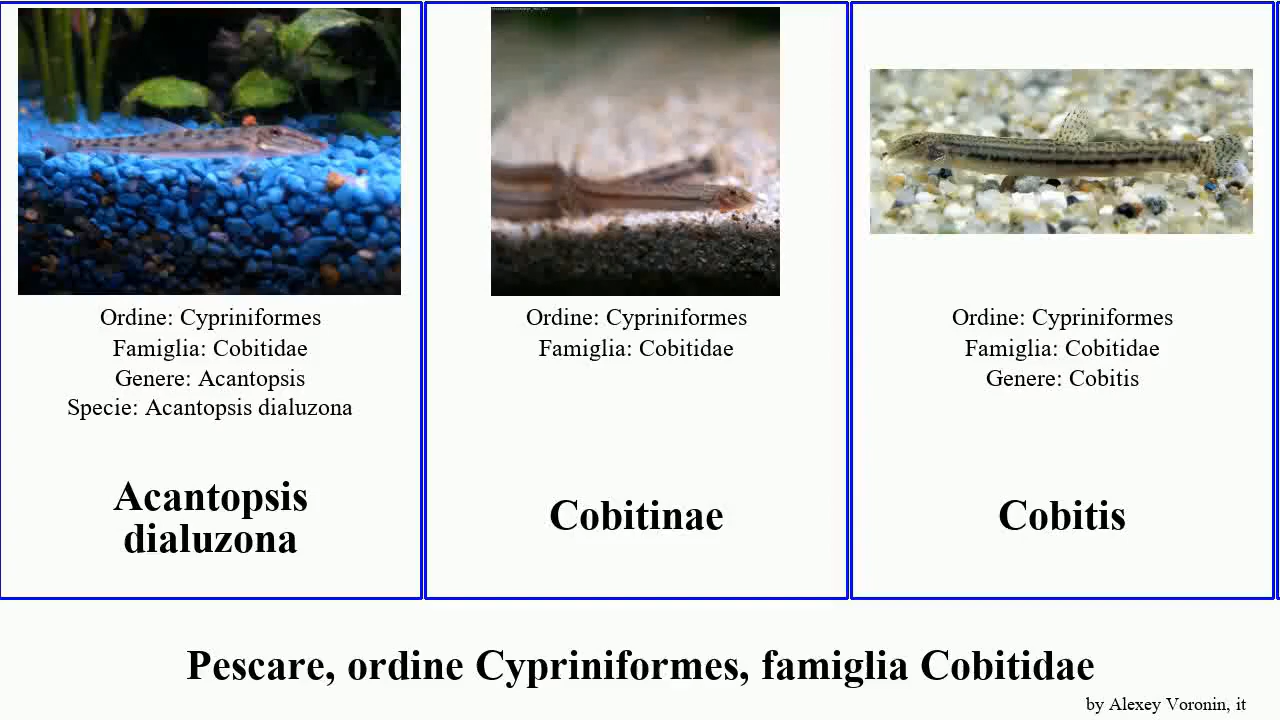 Ordine: Cypriniformes
Famiglia: Cobitidae
Genere: Acantopsis
Specie: Acantopsis dialuzona
Acantopsis
dialuzona
Ordine: Cypriniformes
Famiglia: Cobitidae
Cobitinae
Ordine: Cypriniformes
Famiglia: Cobitidae
Genere: Cobitis
Cobitis
Pescare, ordine Cypriniformes, famiglia Cobitidae
by Alexey Voronin, it